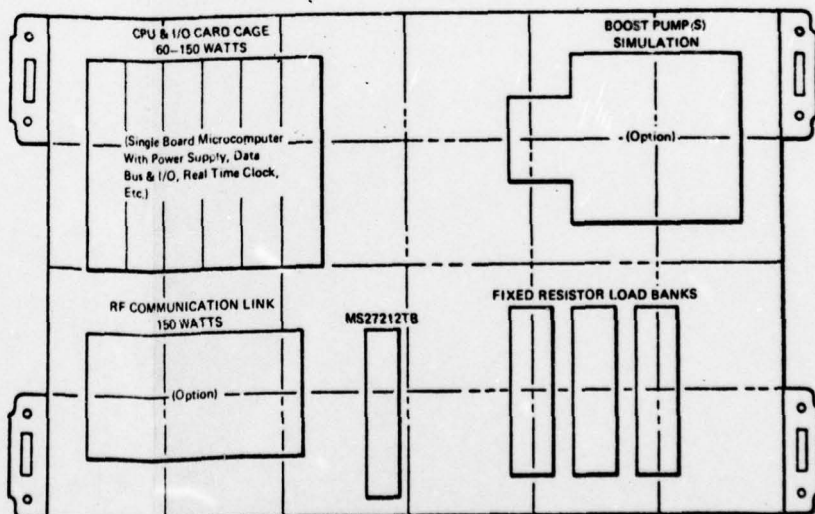 CPU & I/O CARD CAGE
60–150 WATTS
(Single Board Microcomputer
With Power Supply, Data
Bus & I/O, Real Time Clock,
Etc.)
BOOST PUMP(S)
SIMULATION
(Option)
RF COMMUNICATION LINK
150 WATTS
(Option)
MS27212TB
FIXED RESISTOR LOAD BANKS